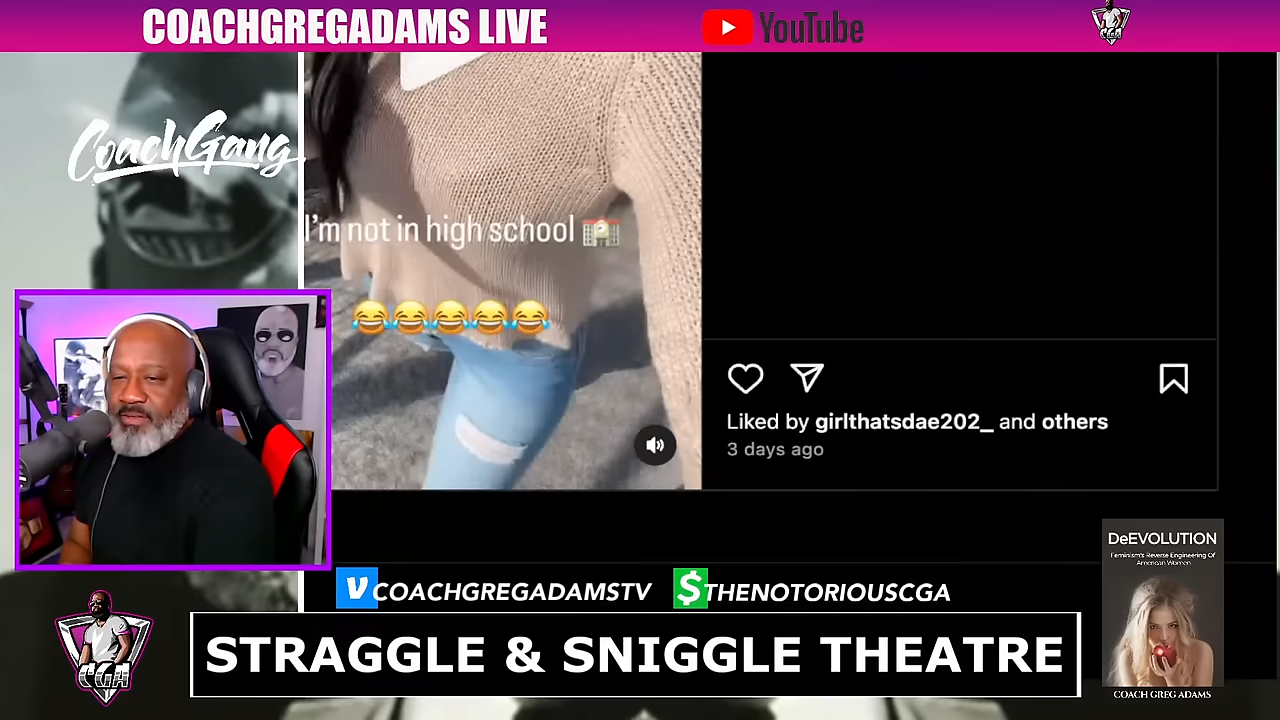 COACHGREGADAMS LIVE
YouTube
CGA
CoachGang
I'm not in high school
Liked by girlthatsdae202_ and others
3 days ago
DeEVOLUTION
Feminism's Reverse Engineering Of
American Women
COACHGREGADAMSTV
THENOTORIOUSCGA
STRAGGLE & SNIGGLE THEATRE
CGA
COACH GREG ADAMS